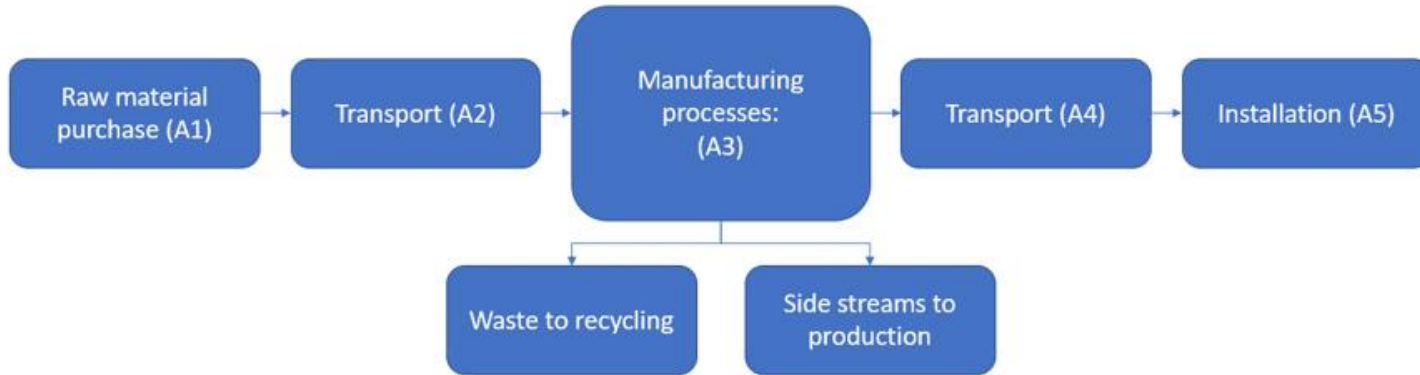 Raw material
purchase (A1)
Transport (A2)
Manufacturing
processes:
(A3)
Transport (A4)
Installation (A5)
Waste to recycling
Side streams to
production